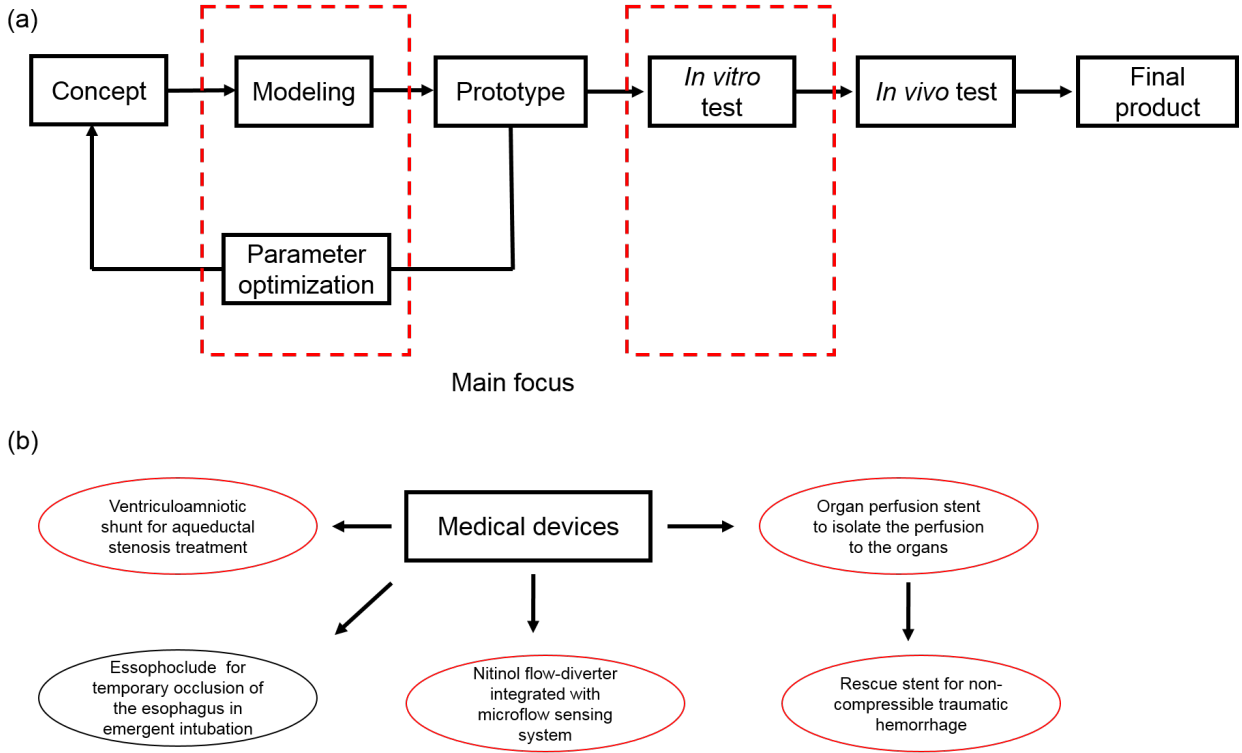 (a)
Concept
Modeling
Prototype
In vitro
test
In vivo test
Final
product
Parameter
optimization
Main focus
(b)
Ventriculoamniotic
shunt for aqueductal
stenosis treatment
Medical devices
Organ perfusion stent
to isolate the perfusion
to the organs
Essophoclude for
temporary occlusion of
the esophagus in
emergent intubation
Nitinol flow-diverter
integrated with
microflow sensing
system
Rescue stent for non-
compressible traumatic
hemorrhage